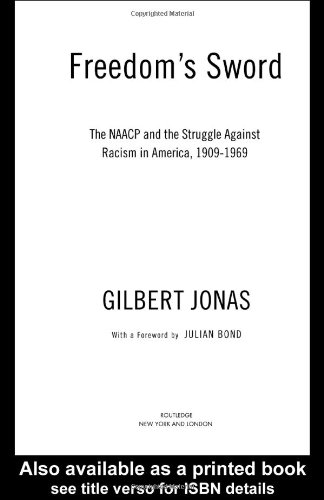 Freedom's Sword
The NAACP and the Struggle Against
Racism in America, 1909-1969
GILBERT JONAS
With a Foreword by JULIAN BOND
ROUTLEDGE
NEW YORK AND LONDON
Also available as a printed book
see title verso for ISBN details